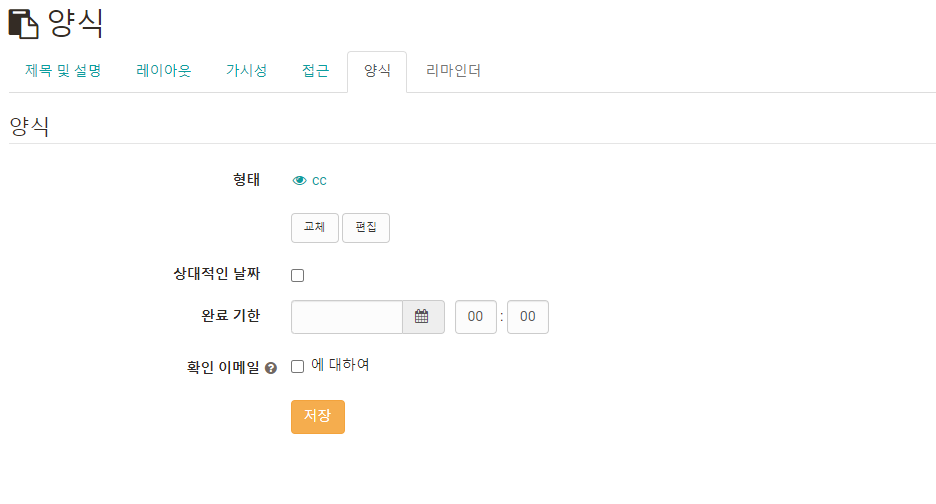 양식
제목 및 설명 레이아웃 가시성 접근 양식 리마인더
양식
형태 cc
교체 편집
상대적인 날짜
완료 기한 00 : 00
확인 이메일 ? 에 대하여
저장